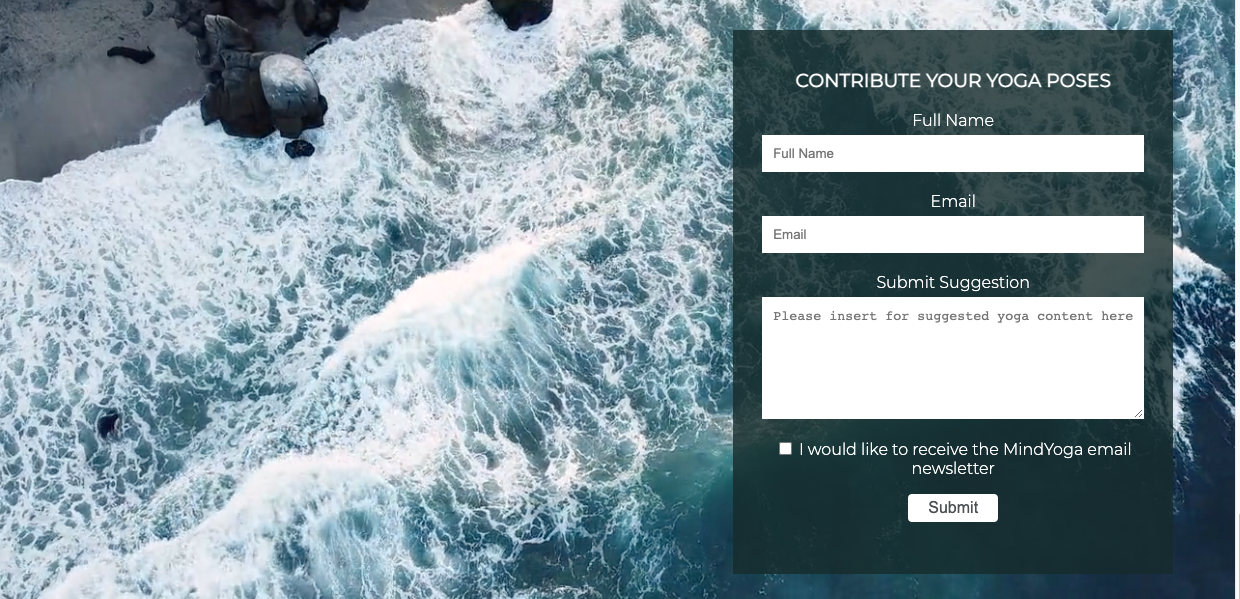 CONTRIBUTE YOUR YOGA POSES
Full Name
Full Name
Email
Email
Submit Suggestion
Please insert for suggested yoga content here
I would like to receive the MindYoga email
newsletter
Submit